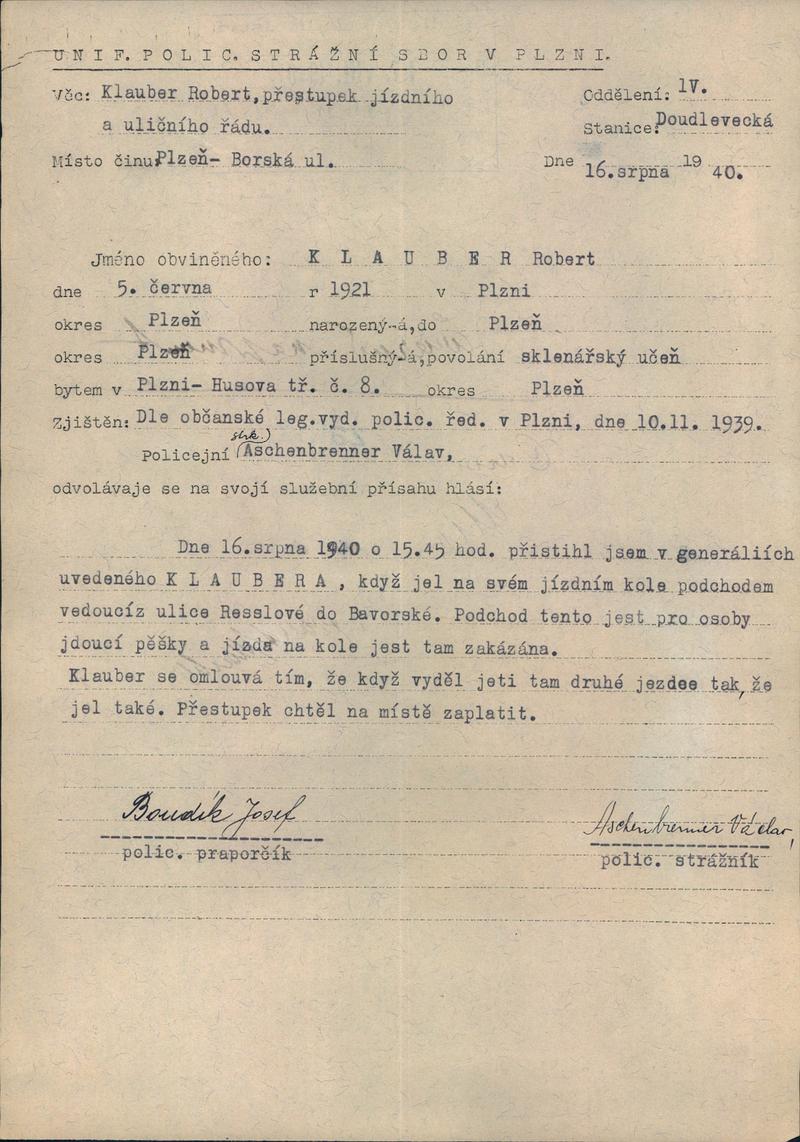 UNIF. POLIC. STRÁŽNÍ SBOR V PLZNI.
Věc: Klauber Robert, přestupek jízdního Oddělení: IV.
a uličního řádu. Stanice: Doudlevecká
Místo činu: Plzeň- Borská ul. Dne 16.srpna 1940.
Jméno obviněného: KLAUBER Robert
dne 5. června r 1921 v Plzni
okres Plzeň narozený-á, do Plzeň
okres Plzeň příslušný-á, povolání sklenářský učeň
bytem v Plzni- Husova tř. č. 8. okres Plzeň
Zjištěn: Dle občanské leg.vyd. polic. řed. v Plzni, dne 10.11. 1939.
Policejní (strk.) Aschenbrenner Válav,
odvolávaje se na svojí služební přísahu hlásí:
Dne 16.srpna 1940 o 15.45 hod. přistihl jsem v generáliích
uvedeného KLAUBERA, když jel na svém jízdním kole podchodem
vedoucíz ulice Resslové do Bavorské. Podchod tento jest pro osoby
jdoucí pěšky a jízda na kole jest tam zakázána.
Klauber se omlouvá tím, že když vyděl jeti tam druhé jezdce tak, že
jel také. Přestupek chtěl na místě zaplatit.
Boudík Josef Aschenbrenner Václav,
polic. praporčík polic. strážník